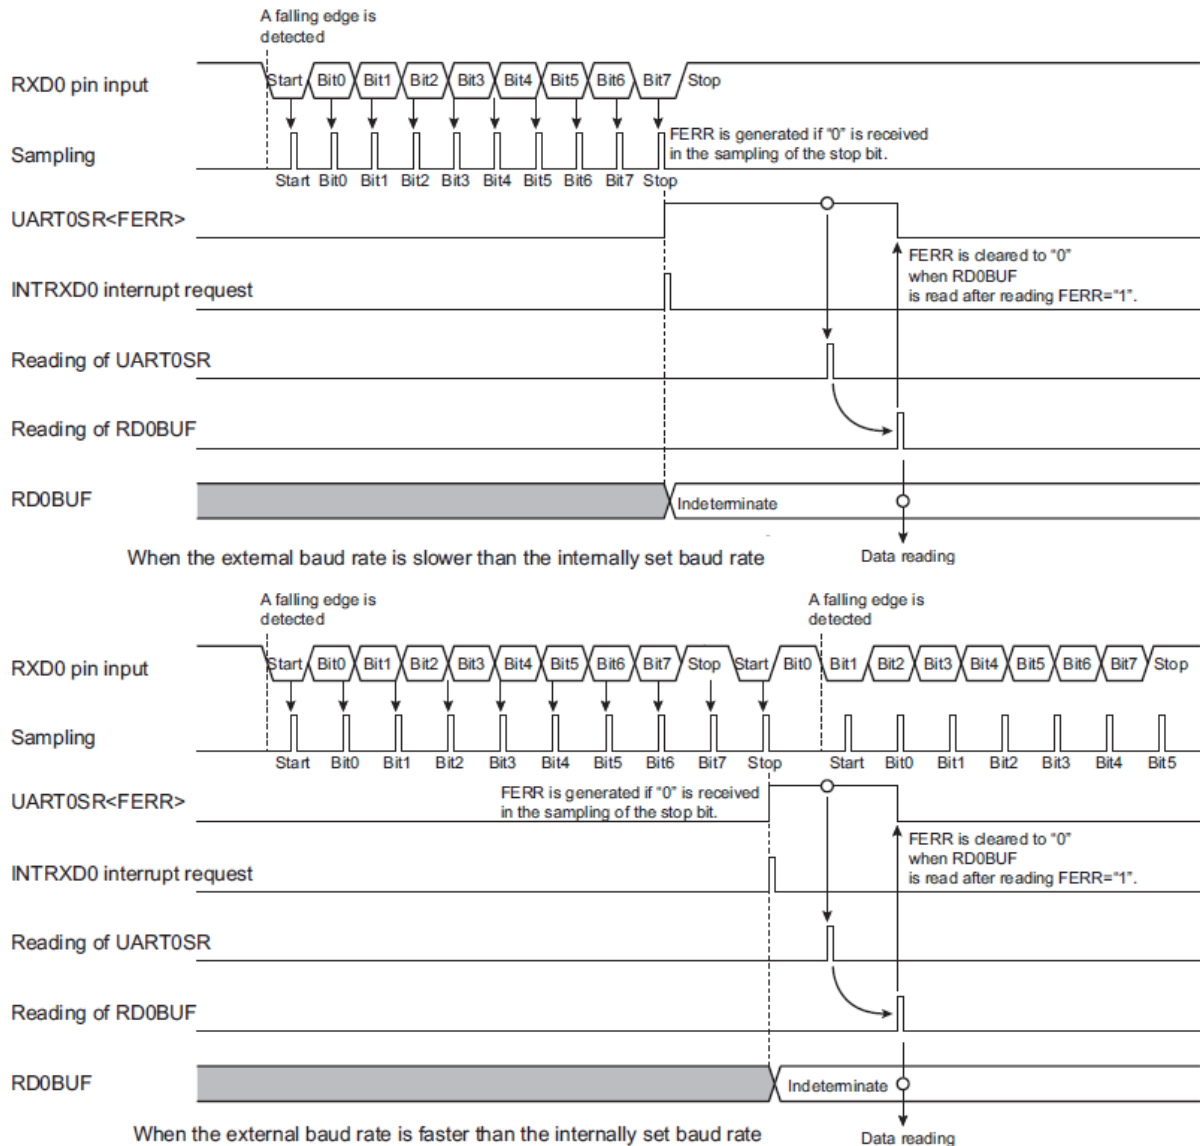 A falling edge is
detected
RXD0 pin input
Start Bit0 Bit1 Bit2 Bit3 Bit4 Bit5 Bit6 Bit7 Stop
Sampling
FERR is generated if "0" is received
in the sampling of the stop bit.
Start Bit0 Bit1 Bit2 Bit3 Bit4 Bit5 Bit6 Bit7 Stop
UART0SR<FERR>
FERR is cleared to "0"
when RD0BUF
is read after reading FERR="1".
INTRXD0 interrupt request
Reading of UART0SR
Reading of RD0BUF
RD0BUF
Indeterminate
When the external baud rate is slower than the internally set baud rate
Data reading
A falling edge is
detected
A falling edge is
detected
RXD0 pin input
Start Bit0 Bit1 Bit2 Bit3 Bit4 Bit5 Bit6 Bit7 Stop Start Bit0 Bit1 Bit2 Bit3 Bit4 Bit5 Bit6 Bit7 Stop
Sampling
Start Bit0 Bit1 Bit2 Bit3 Bit4 Bit5 Bit6 Bit7 Stop Start Bit0 Bit1 Bit2 Bit3 Bit4 Bit5
UART0SR<FERR>
FERR is generated if "0" is received
in the sampling of the stop bit.
FERR is cleared to "0"
when RD0BUF
is read after reading FERR="1".
INTRXD0 interrupt request
Reading of UART0SR
Reading of RD0BUF
RD0BUF
Indeterminate
When the external baud rate is faster than the internally set baud rate
Data reading